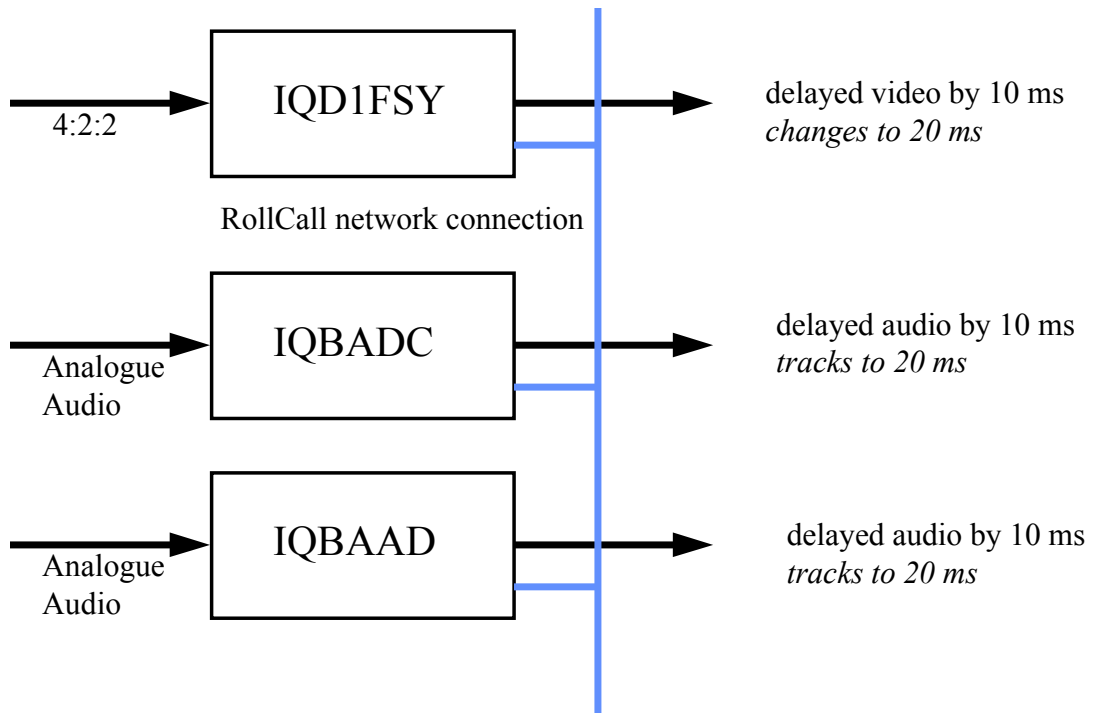 IQD1FSY
4:2:2
delayed video by 10 ms
changes to 20 ms
RollCall network connection
IQBADC
Analogue
Audio
delayed audio by 10 ms
tracks to 20 ms
IQBAAD
Analogue
Audio
delayed audio by 10 ms
tracks to 20 ms